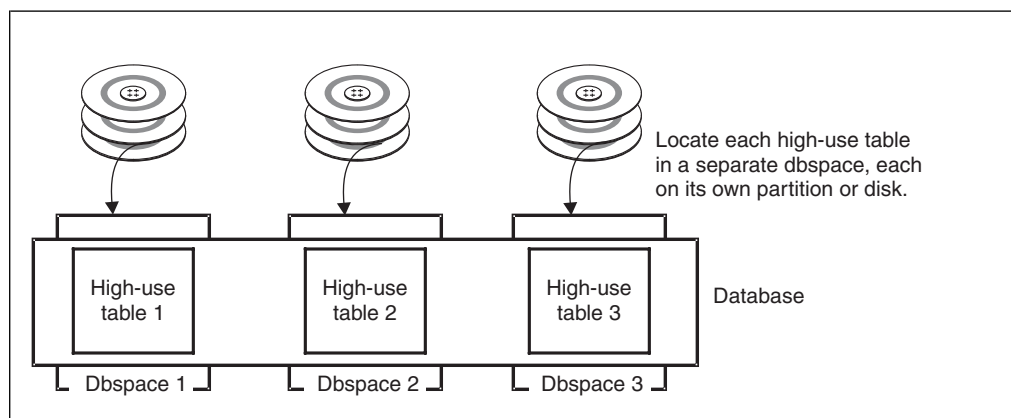 Locate each high-use table
in a separate dbspace, each
on its own partition or disk.
High-use
table 1
High-use
table 2
High-use
table 3
Database
Dbspace 1
Dbspace 2
Dbspace 3